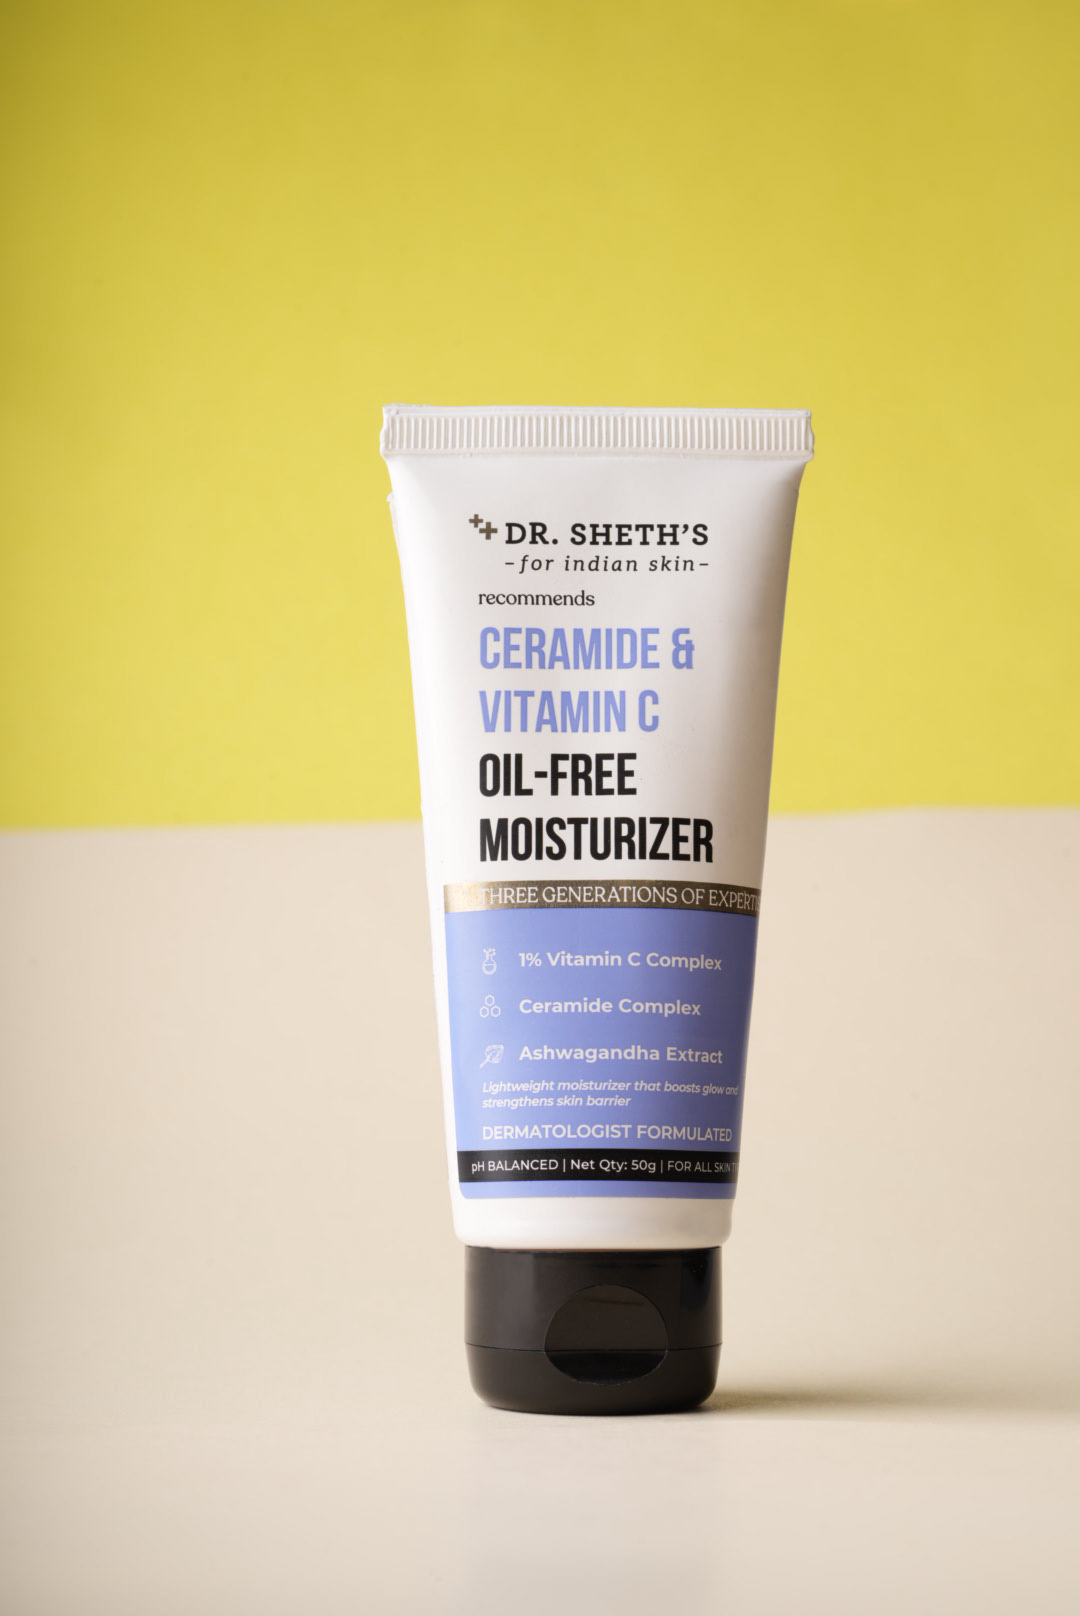 DR. SHETH'S
-for indian skin-
recommends
CERAMIDE &
VITAMIN C
OIL-FREE
MOISTURIZER
THREE GENERATIONS OF
1% Vitamin C Complex
Ceramide Complex
Ashwagandha Extract
Lightweight moisturizer that boosts glow and
strengthens skin barrier
DERMATOLOGIST FORMULATED
pH BALANCED | Net Qty: 50g | FOR ALL SKIN